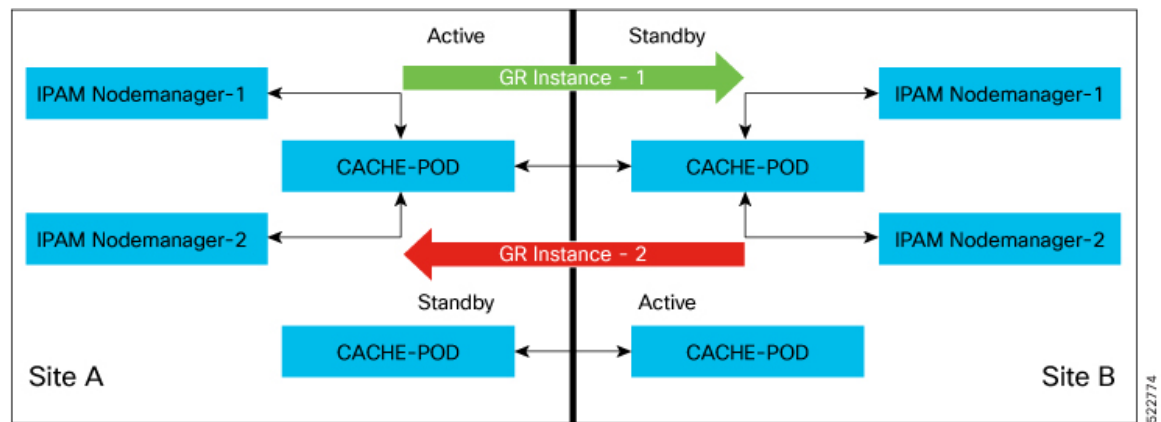 Active
Standby
GR Instance - 1
IPAM Nodemanager-1
IPAM Nodemanager-1
CACHE-POD
CACHE-POD
IPAM Nodemanager-2
IPAM Nodemanager-2
GR Instance - 2
Standby
Active
CACHE-POD
CACHE-POD
Site A
Site B
522774